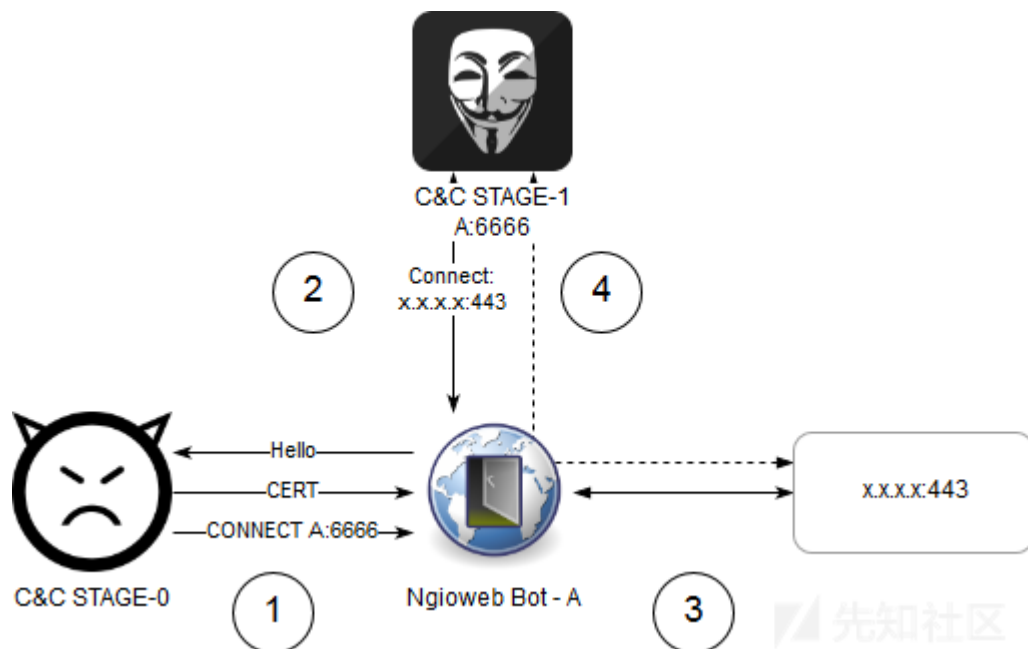 C&C STAGE-1
A:6666
2
Connect:
x.x.x.x:443
4
Hello
CERT
CONNECT A:6666
x.x.x.x:443
C&C STAGE-0
Ngioweb Bot - A
1
3
先知社区